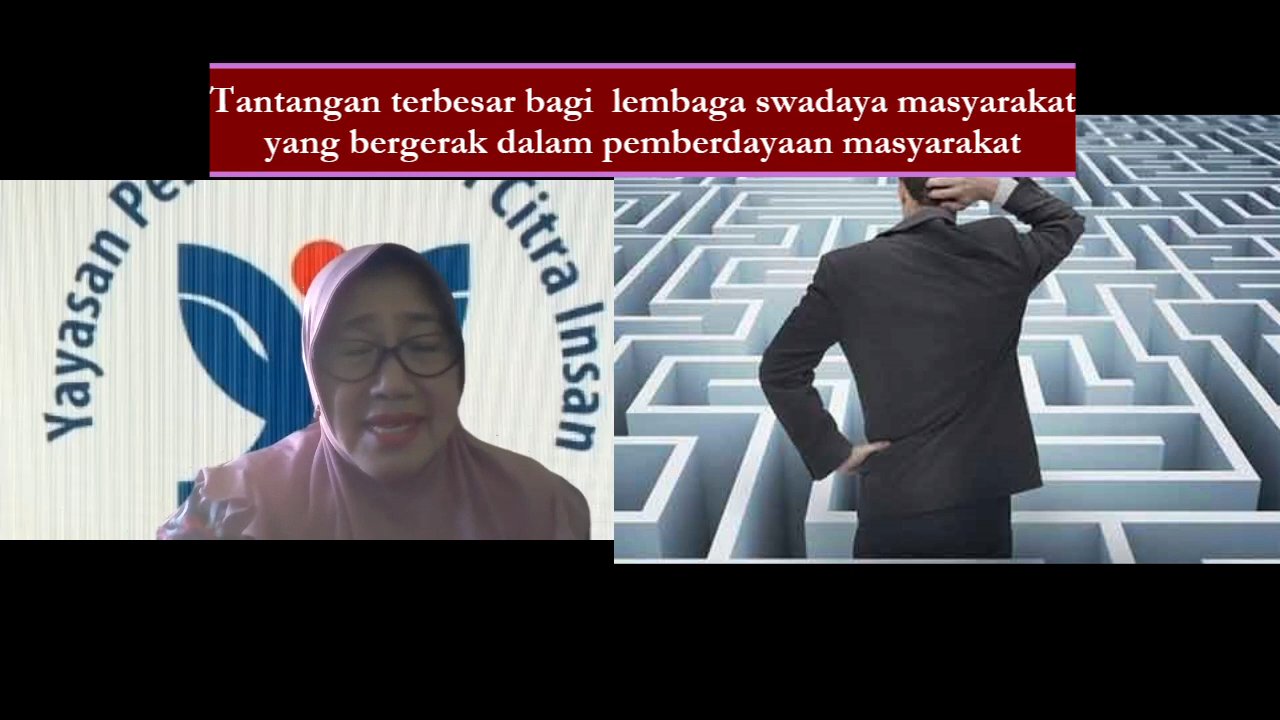 Tantangan terbesar bagi  lembaga swadaya masyarakat
yang bergerak dalam pemberdayaan masyarakat
Yayasan
Citra Insan